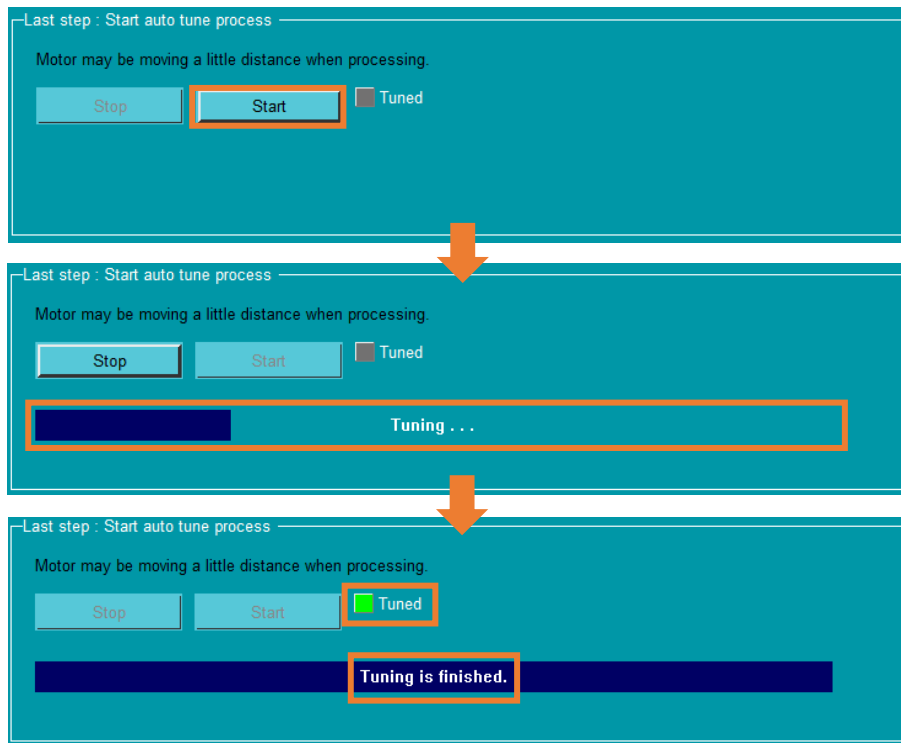 Last step : Start auto tune process
Motor may be moving a little distance when processing.
Stop Start Tuned
Last step : Start auto tune process
Motor may be moving a little distance when processing.
Stop Start Tuned
Tuning . . .
Last step : Start auto tune process
Motor may be moving a little distance when processing.
Stop Start Tuned
Tuning is finished.